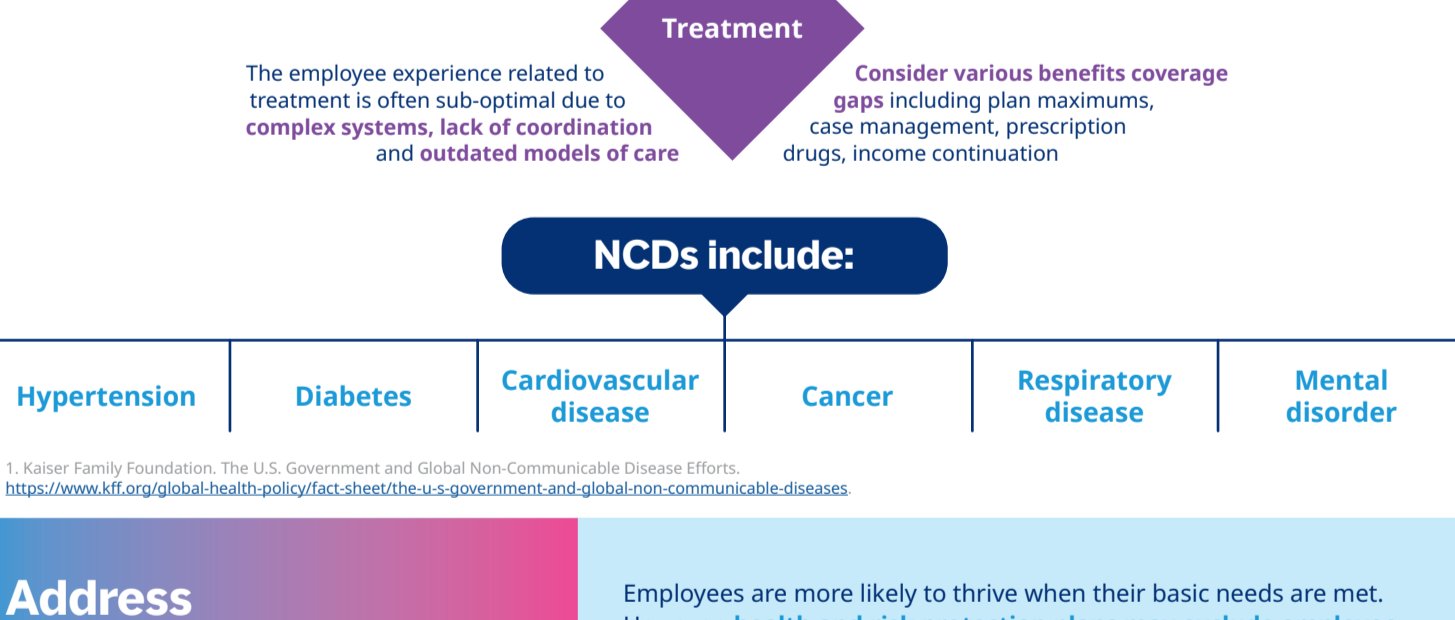 Treatment
The employee experience related to
treatment is often sub-optimal due to
complex systems, lack of coordination
and outdated models of care
Consider various benefits coverage
gaps including plan maximums,
case management, prescription
drugs, income continuation
NCDs include:
Hypertension
Diabetes
Cardiovascular
disease
Cancer
Respiratory
disease
Mental
disorder
1. Kaiser Family Foundation. The U.S. Government and Global Non-Communicable Disease Efforts.
https://www.kff.org/global-health-policy/fact-sheet/the-u-s-government-and-global-non-communicable-diseases.
Address
Employees are more likely to thrive when their basic needs are met.